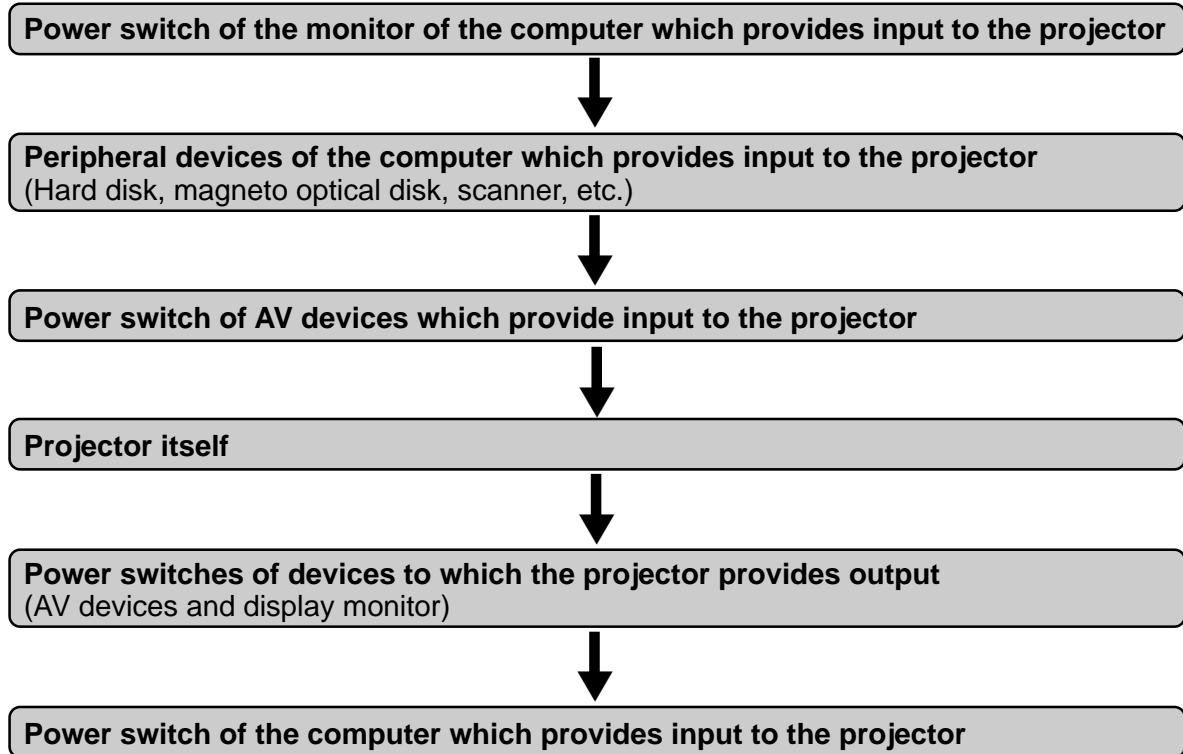 Power switch of the monitor of the computer which provides input to the projector
Peripheral devices of the computer which provides input to the projector
(Hard disk, magneto optical disk, scanner, etc.)
Power switch of AV devices which provide input to the projector
Projector itself
Power switches of devices to which the projector provides output
(AV devices and display monitor)
Power switch of the computer which provides input to the projector